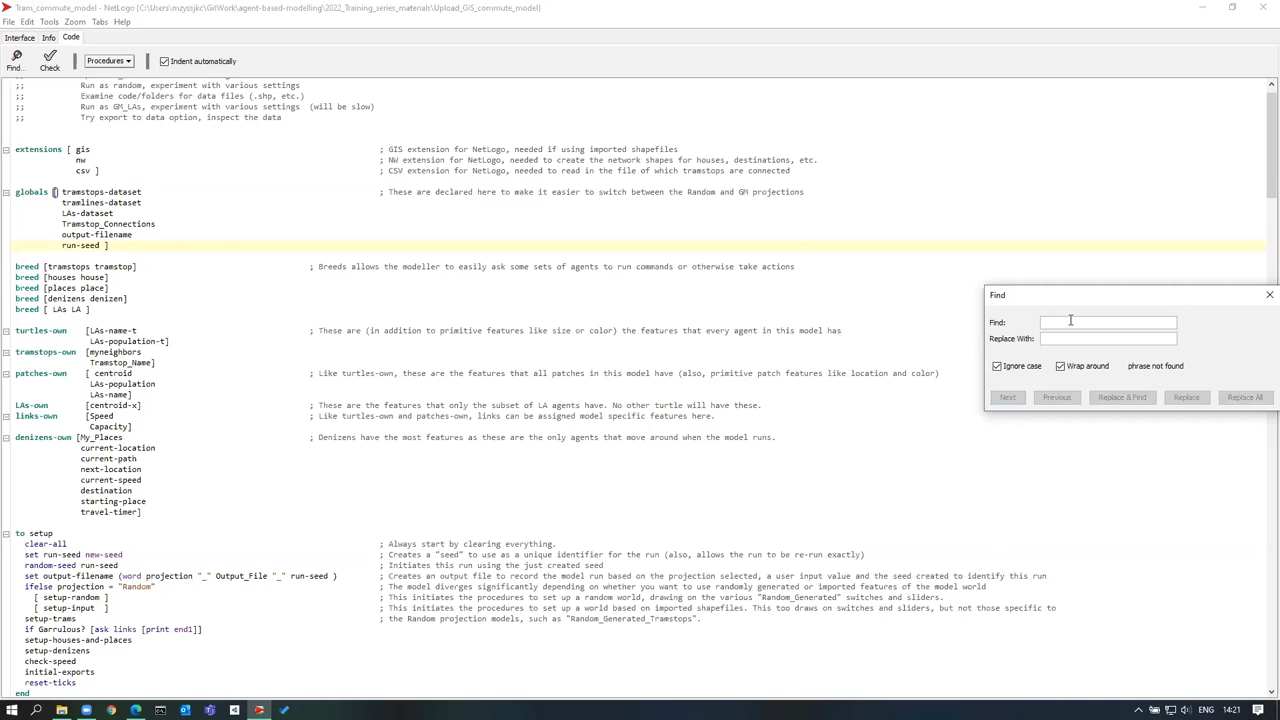 Tram_commute_model - NetLogo {C:\Users\mzyssjkc\GitWork\agent-based-modelling\2022_Training_series_materials\Upload_GIS_commute_model}
File Edit Tools Zoom Tabs Help
Interface Info Code
Find... Check Procedures Indent automatically
;; Run as random, experiment with various settings
;; Examine code/folders for data files (.shp, etc.)
;; Run as GM_LAs, experiment with various settings (will be slow)
;; Try export to data option, inspect the data
extensions [ gis ; GIS extension for NetLogo, needed if using imported shapefiles
nw ; NW extension for NetLogo, needed to create the network shapes for houses, destinations, etc.
csv ] ; CSV extension for NetLogo, needed to read in the file of which tramstops are connected
globals [ tramstops-dataset ; These are declared here to make it easier to switch between the Random and GM projections
tramlines-dataset
LAs-dataset
Tramstop_Connections
output-filename
run-seed ]
breed [tramstops tramstop] ; Breeds allows the modeller to easily ask some sets of agents to run commands or otherwise take actions
breed [houses house]
breed [places place]
breed [denizens denizen]
breed [ LAs LA ]
turtles-own [LAs-name-t ; These are (in addition to primitive features like size or color) the features that every agent in this model has
LAs-population-t]
tramstops-own [myneighbors
Tramstop_Name]
patches-own [ centroid ; Like turtles-own, these are the features that all patches in this model have (also, primitive patch features like location and color)
LAs-population
LAs-name]
LAs-own [centroid-x] ; These are the features that only the subset of LA agents have. No other turtle will have these.
links-own [Speed ; Like turtles-own and patches-own, links can be assigned model specific features here.
Capacity]
denizens-own [My_Places ; Denizens have the most features as these are the only agents that move around when the model runs.
current-location
current-path
next-location
current-speed
destination
starting-place
travel-timer]
to setup
clear-all ; Always start by clearing everything.
set run-seed new-seed ; Creates a "seed" to use as a unique identifier for the run (also, allows the run to be re-run exactly)
random-seed run-seed ; Initiates this run using the just created seed
set output-filename (word projection "_" Output_File "_" run-seed ) ; Creates an output file to record the model run based on the projection selected, a user input value and the seed created to identify this run
ifelse projection = "Random" ; The model diverges significantly depending on whether you want to use randomly generated or imported features of the model world
[ setup-random ] ; This initiates the procedures to set up a random world, drawing on the various "Random_Generated" switches and sliders.
[ setup-input ] ; This initiates the procedures to set up a world based on imported shapefiles. This too draws on switches and sliders, but not those specific to
setup-trams ; the Random projection models, such as "Random_Generated_Tramstops".
if Garrulous? [ask links [print end1]]
setup-houses-and-places
setup-denizens
check-speed
initial-exports
reset-ticks
end
Find
Find:
Replace With:
Ignore case Wrap around phrase not found
Next Previous Replace & Find Replace Replace All
ENG 14:21